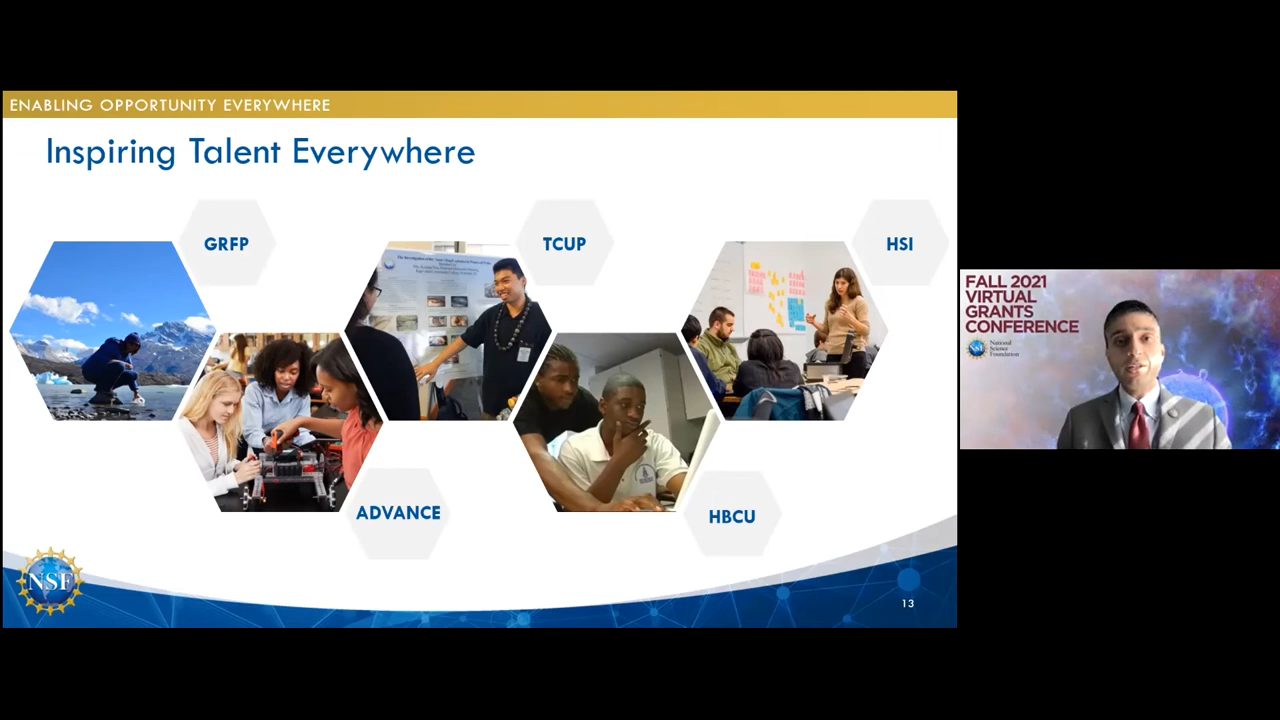 ENABLING OPPORTUNITY EVERYWHERE
Inspiring Talent Everywhere
GRFP
TCUP
HSI
ADVANCE
HBCU
NSF
13
FALL 2021
VIRTUAL
GRANTS
CONFERENCE
NSF
National
Science
Foundation